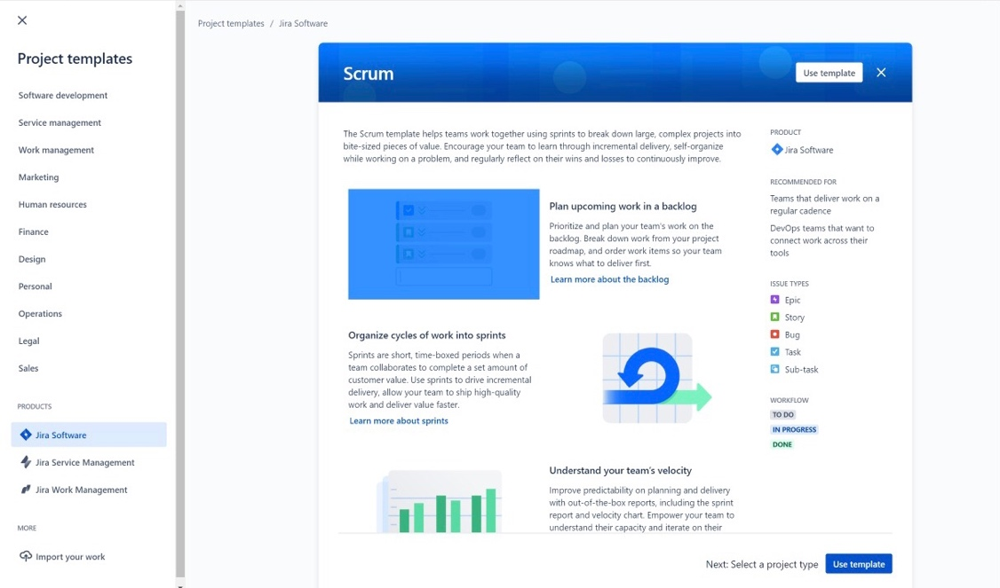 Project templates
Software development
Service management
Work management
Marketing
Human resources
Finance
Design
Personal
Operations
Legal
Sales
PRODUCTS
Jira Software
Jira Service Management
Jira Work Management
MORE
Import your work
Project templates / Jira Software
Scrum
Use template
The Scrum template helps teams work together using sprints to break down large, complex projects into
bite-sized pieces of value. Encourage your team to learn through incremental delivery, self-organize
while working on a problem, and regularly reflect on their wins and losses to continuously improve.
Plan upcoming work in a backlog
Prioritize and plan your team's work on the
backlog. Break down work from your project
roadmap, and order work items so your team
knows what to deliver first.
Learn more about the backlog
Organize cycles of work into sprints
Sprints are short, time-boxed periods when a
team collaborates to complete a set amount of
customer value. Use sprints to drive incremental
delivery, allow your team to ship high-quality
work and deliver value faster.
Learn more about sprints
Understand your team's velocity
Improve predictability on planning and delivery
with out-of-the-box reports, including the sprint
report and velocity chart. Empower your team to
understand their capacity and iterate on their
PRODUCT
Jira Software
RECOMMENDED FOR
Teams that deliver work on a
regular cadence
DevOps teams that want to
connect work across their
tools
ISSUE TYPES
Epic
Story
Bug
Task
Sub-task
WORKFLOW
TO DO
IN PROGRESS
DONE
Next: Select a project type
Use template